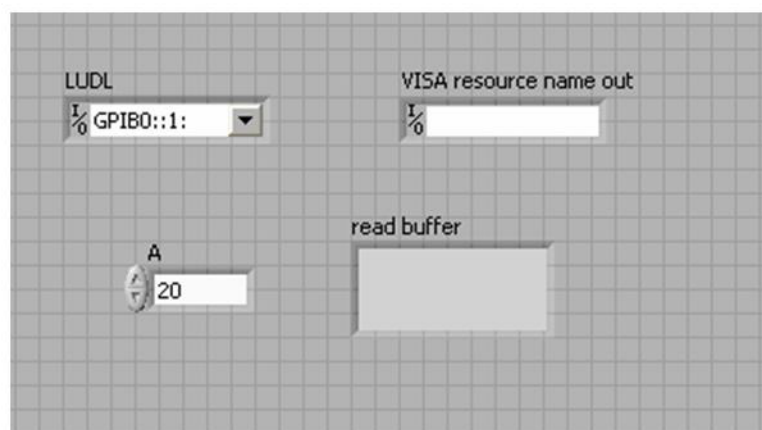 LUDL
VISA resource name out
I/O GPIB0::1:
I/O
read buffer
A
20